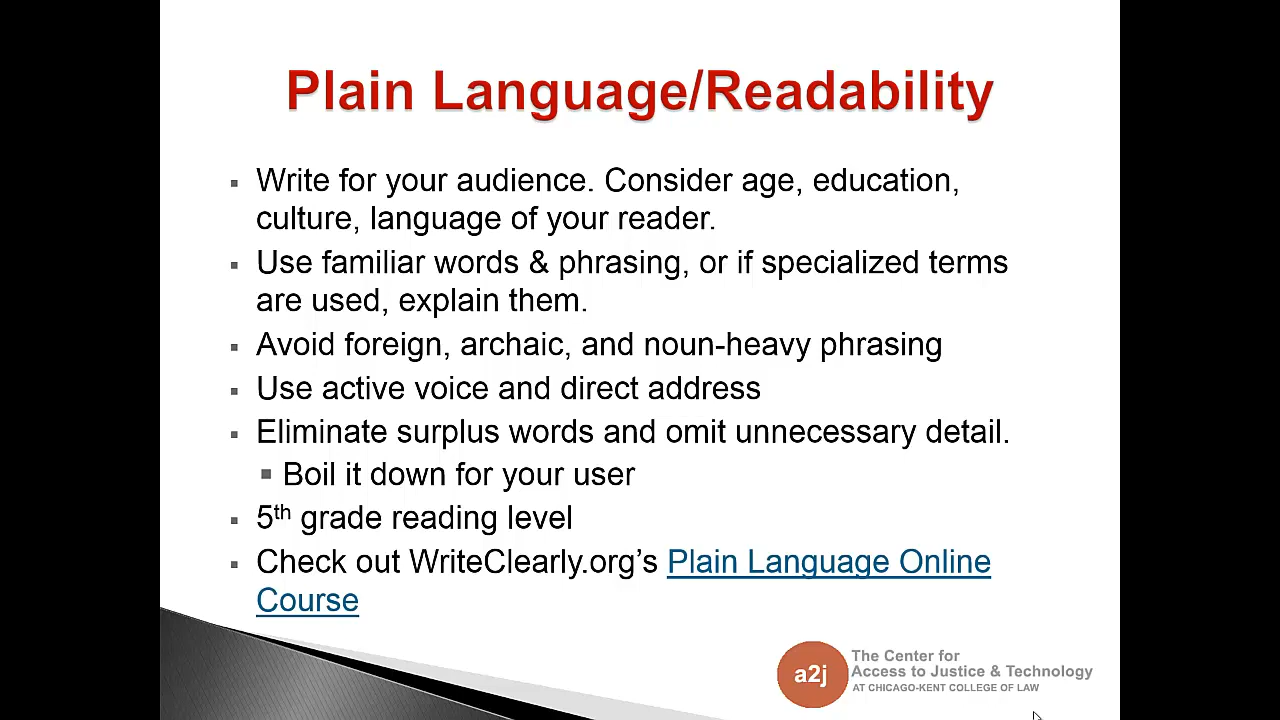 Plain Language/Readability
Write for your audience. Consider age, education,
culture, language of your reader.
Use familiar words & phrasing, or if specialized terms
are used, explain them.
Avoid foreign, archaic, and noun-heavy phrasing
Use active voice and direct address
Eliminate surplus words and omit unnecessary detail.
Boil it down for your user
5th grade reading level
Check out WriteClearly.org’s Plain Language Online
Course
a2j
The Center for
Access to Justice & Technology
AT CHICAGO-KENT COLLEGE OF LAW